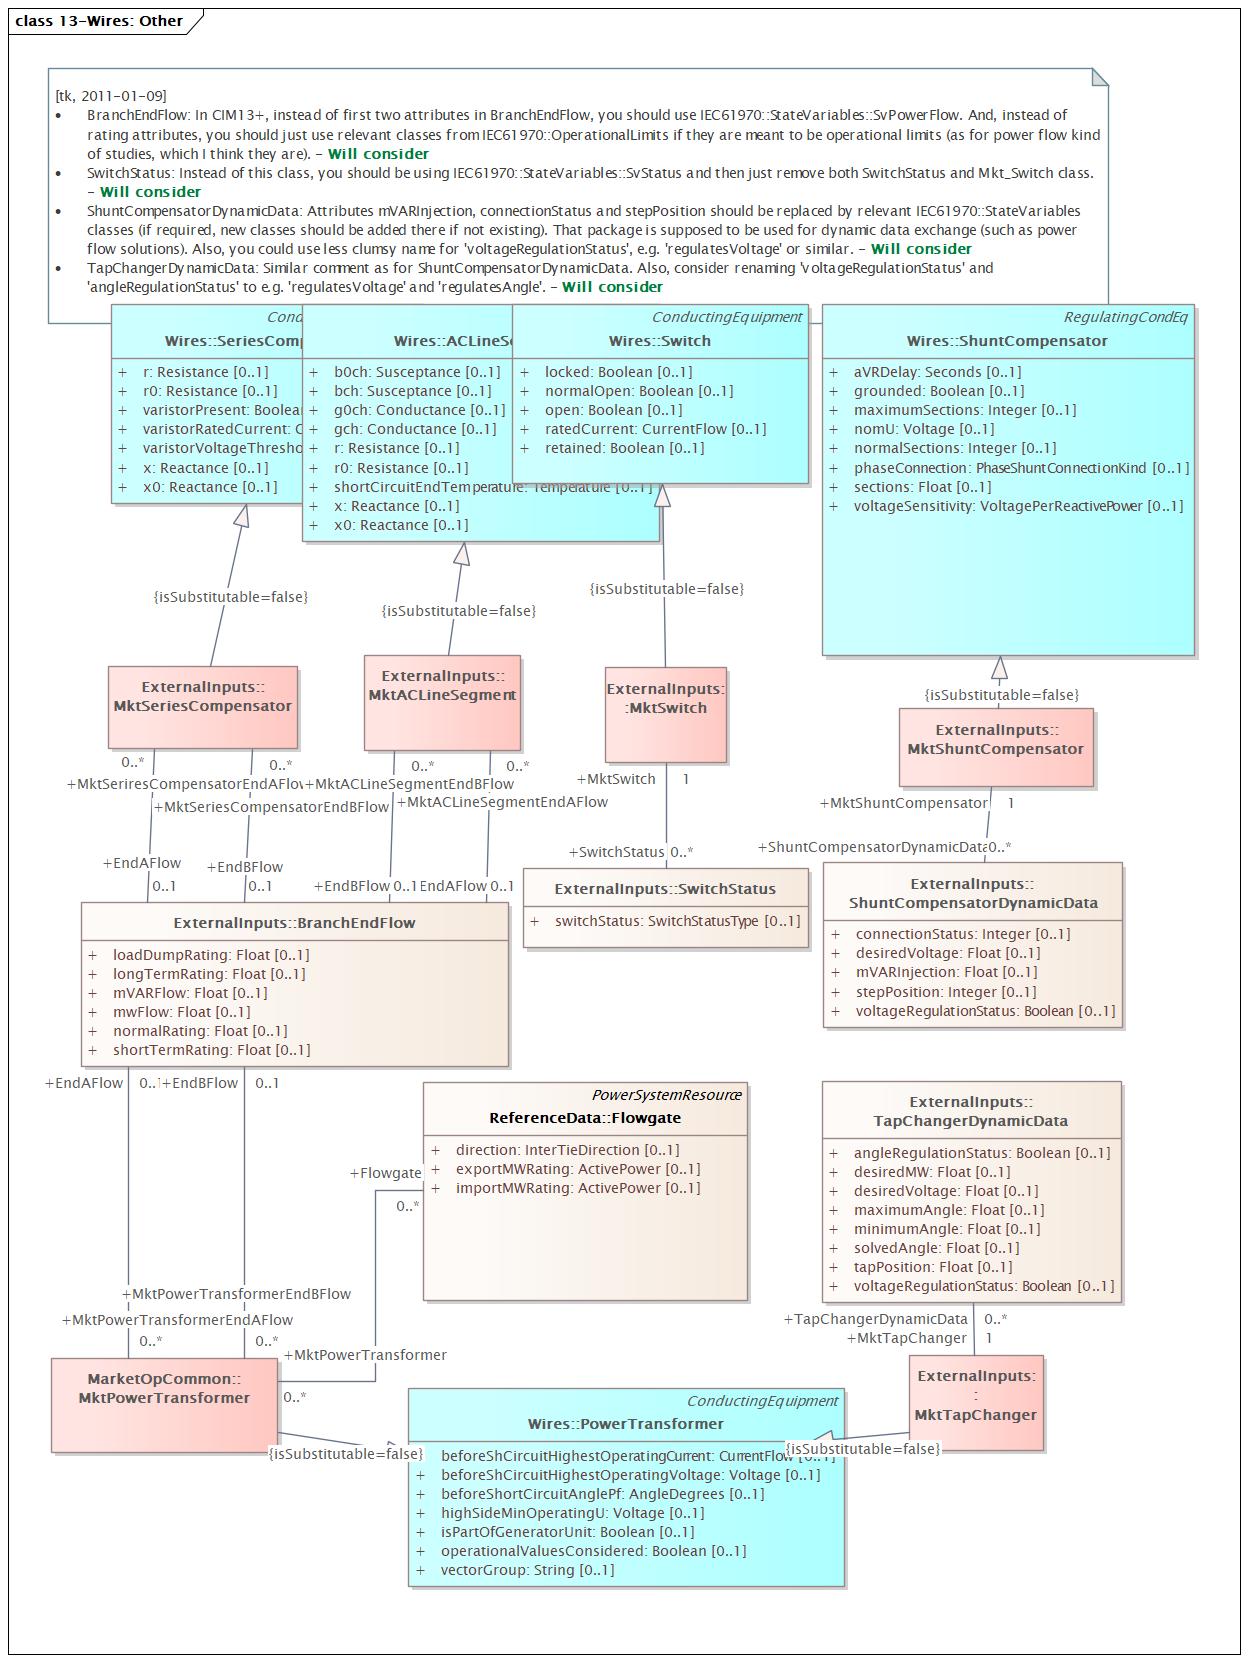 class 13-Wires: Other
[tk, 2011-01-09]
• BranchEndFlow: In CIM13+, instead of first two attributes in BranchEndFlow, you should use IEC61970::StateVariables::SvPowerFlow. And, instead of
rating attributes, you should just use relevant classes from IEC61970::OperationalLimits if they are meant to be operational limits (as for power flow kind
of studies, which I think they are). - Will consider
• SwitchStatus: Instead of this class, you should be using IEC61970::StateVariables::SvStatus and then just remove both SwitchStatus and Mkt_Switch class.
- Will consider
• ShuntCompensatorDynamicData: Attributes mVARInjection, connectionStatus and stepPosition should be replaced by relevant IEC61970::StateVariables
classes (if required, new classes should be added there if not existing). That package is supposed to be used for dynamic data exchange (such as power
flow solutions). Also, you could use less clumsy name for 'voltageRegulationStatus', e.g. 'regulatesVoltage' or similar. - Will consider
• TapChangerDynamicData: Similar comment as for ShuntCompensatorDynamicData. Also, consider renaming 'voltageRegulationStatus' and
'angleRegulationStatus' to e.g. 'regulatesVoltage' and 'regulatesAngle'. - Will consider
Cond
Wires::SeriesComp
+ r: Resistance [0..1]
+ r0: Resistance [0..1]
+ varistorPresent: Boolea
+ varistorRatedCurrent: C
+ varistorVoltageThresho
+ x: Reactance [0..1]
+ x0: Reactance [0..1]
Wires::ACLineS
+ b0ch: Susceptance [0..1]
+ bch: Susceptance [0..1]
+ g0ch: Conductance [0..1]
+ gch: Conductance [0..1]
+ r: Resistance [0..1]
+ r0: Resistance [0..1]
+ shortCircuitEndTemperature: Temperature [0..1]
+ x: Reactance [0..1]
+ x0: Reactance [0..1]
ConductingEquipment
Wires::Switch
+ locked: Boolean [0..1]
+ normalOpen: Boolean [0..1]
+ open: Boolean [0..1]
+ ratedCurrent: CurrentFlow [0..1]
+ retained: Boolean [0..1]
RegulatingCondEq
Wires::ShuntCompensator
+ aVRDelay: Seconds [0..1]
+ grounded: Boolean [0..1]
+ maximumSections: Integer [0..1]
+ nomU: Voltage [0..1]
+ normalSections: Integer [0..1]
+ phaseConnection: PhaseShuntConnectionKind [0..1]
+ sections: Float [0..1]
+ voltageSensitivity: VoltagePerReactivePower [0..1]
{isSubstitutable=false}
{isSubstitutable=false}
{isSubstitutable=false}
{isSubstitutable=false}
ExternalInputs::
MktSeriesCompensator
ExternalInputs::
MktACLineSegment
ExternalInputs:
:MktSwitch
ExternalInputs::
MktShuntCompensator
0..*
0..*
0..*
0..*
+MktSeriresCompensatorEndAFlow
+MktACLineSegmentEndBFlow
+MktSeriesCompensatorEndBFlow
+MktACLineSegmentEndAFlow
+MktSwitch 1
+MktShuntCompensator 1
+EndAFlow
0..1
+EndBFlow
0..1
+EndBFlow 0..1
EndAFlow 0..1
+SwitchStatus 0..*
+ShuntCompensatorDynamicData 0..*
ExternalInputs::BranchEndFlow
+ loadDumpRating: Float [0..1]
+ longTermRating: Float [0..1]
+ mVARFlow: Float [0..1]
+ mwFlow: Float [0..1]
+ normalRating: Float [0..1]
+ shortTermRating: Float [0..1]
ExternalInputs::SwitchStatus
+ switchStatus: SwitchStatusType [0..1]
ExternalInputs::
ShuntCompensatorDynamicData
+ connectionStatus: Integer [0..1]
+ desiredVoltage: Float [0..1]
+ mVARInjection: Float [0..1]
+ stepPosition: Integer [0..1]
+ voltageRegulationStatus: Boolean [0..1]
+EndAFlow 0..1
+EndBFlow 0..1
PowerSystemResource
ReferenceData::Flowgate
+ direction: InterTieDirection [0..1]
+ exportMWRating: ActivePower [0..1]
+ importMWRating: ActivePower [0..1]
+Flowgate
0..*
ExternalInputs::
TapChangerDynamicData
+ angleRegulationStatus: Boolean [0..1]
+ desiredMW: Float [0..1]
+ desiredVoltage: Float [0..1]
+ maximumAngle: Float [0..1]
+ minimumAngle: Float [0..1]
+ solvedAngle: Float [0..1]
+ tapPosition: Float [0..1]
+ voltageRegulationStatus: Boolean [0..1]
+MktPowerTransformerEndBFlow
+MktPowerTransformerEndAFlow
0..*
0..*
+MktPowerTransformer
0..*
+TapChangerDynamicData 0..*
+MktTapChanger 1
MarketOpCommon::
MktPowerTransformer
ExternalInputs:
:
MktTapChanger
{isSubstitutable=false}
{isSubstitutable=false}
ConductingEquipment
Wires::PowerTransformer
beforeShCircuitHighestOperatingCurrent: CurrentFlow [0..1]
+ beforeShCircuitHighestOperatingVoltage: Voltage [0..1]
+ beforeShortCircuitAnglePf: AngleDegrees [0..1]
+ highSideMinOperatingU: Voltage [0..1]
+ isPartOfGeneratorUnit: Boolean [0..1]
+ operationalValuesConsidered: Boolean [0..1]
+ vectorGroup: String [0..1]